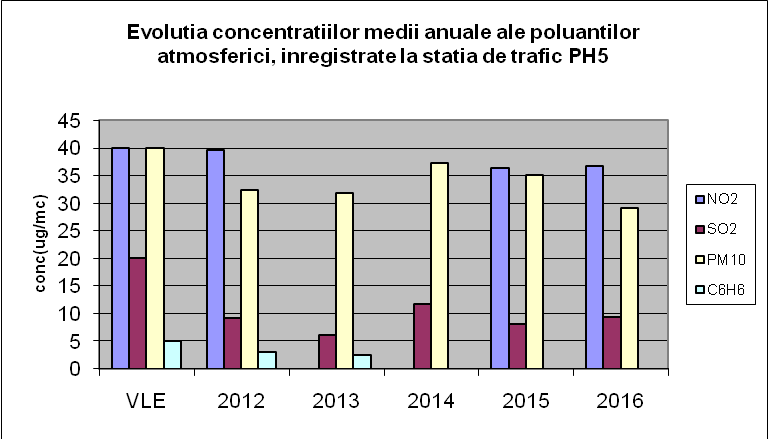 Evolutia concentratiilor medii anuale ale poluantilor
atmosferici, inregistrate la statia de trafic PH5
45
40
35
30
25
20
15
10
5
0
conc(ug/mc)
VLE 2012 2013 2014 2015 2016
NO2
SO2
PM10
C6H6